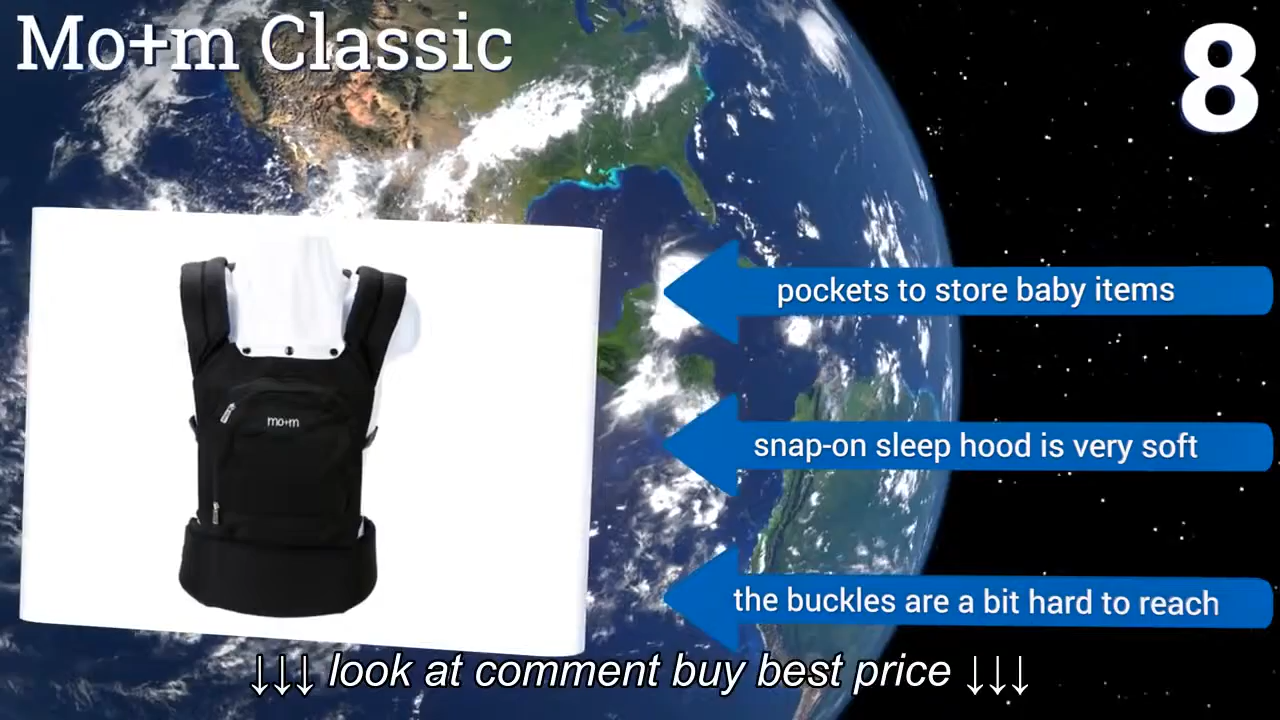 Mo+m Classic
8
mo+m
pockets to store baby items
snap-on sleep hood is very soft
the buckles are a bit hard to reach
↓↓↓ look at comment buy best price ↓↓↓